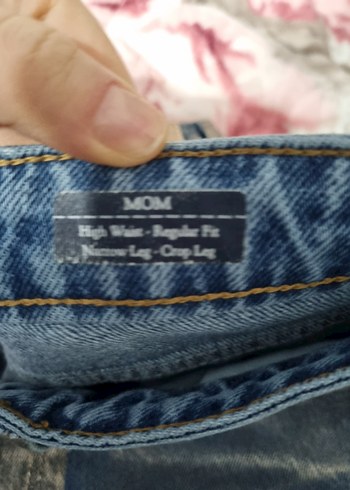 MOM
High Waist - Regular Fit
Narrow Leg - Crop Leg